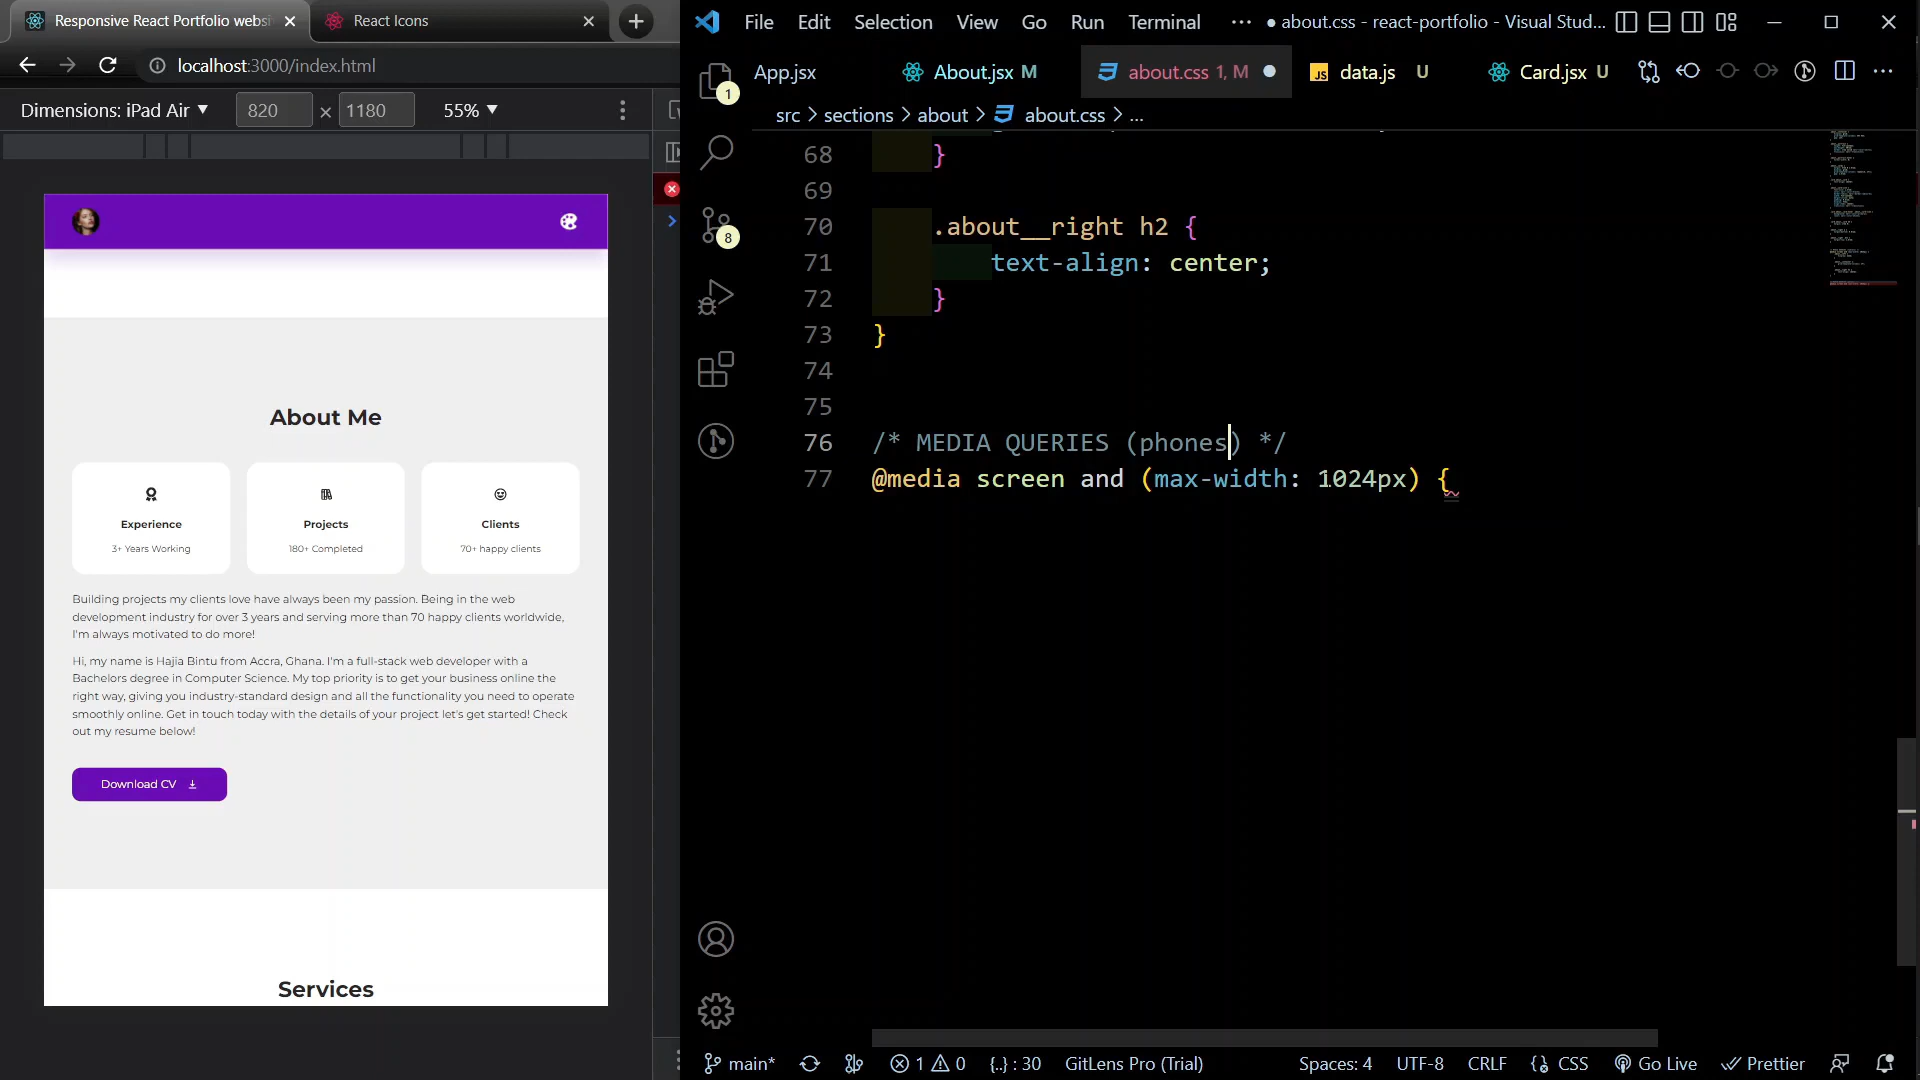 Responsive React Portfolio websi
React Icons
localhost:3000/index.html
Dimensions: iPad Air
820
×
1180
55%
About Me
Experience
3+ Years Working
Projects
180+ Completed
Clients
70+ happy clients
Building projects my clients love have always been my passion. Being in the web
development industry for over 3 years and serving more than 70 happy clients worldwide,
I'm always motivated to do more!
Hi, my name is Hajia Bintu from Accra, Ghana. I'm a full-stack web developer with a
Bachelors degree in Computer Science. My top priority is to get your business online the
right way, giving you industry-standard design and all the functionality you need to operate
smoothly online. Get in touch today with the details of your project let's get started! Check
out my resume below!
Download CV
Services
File Edit Selection View Go Run Terminal ··· ● about.css - react-portfolio - Visual Stud...
App.jsx
About.jsx M
about.css 1, M
JS data.js U
Card.jsx U
src > sections > about > about.css > ...
1
8
68 }
69
70 .about__right h2 {
71 text-align: center;
72 }
73 }
74
75
76 /* MEDIA QUERIES (phones) */
77 @media screen and (max-width: 1024px) {
main*
1 0
{..} : 30
GitLens Pro (Trial)
Spaces: 4
UTF-8
CRLF
CSS
Go Live
Prettier